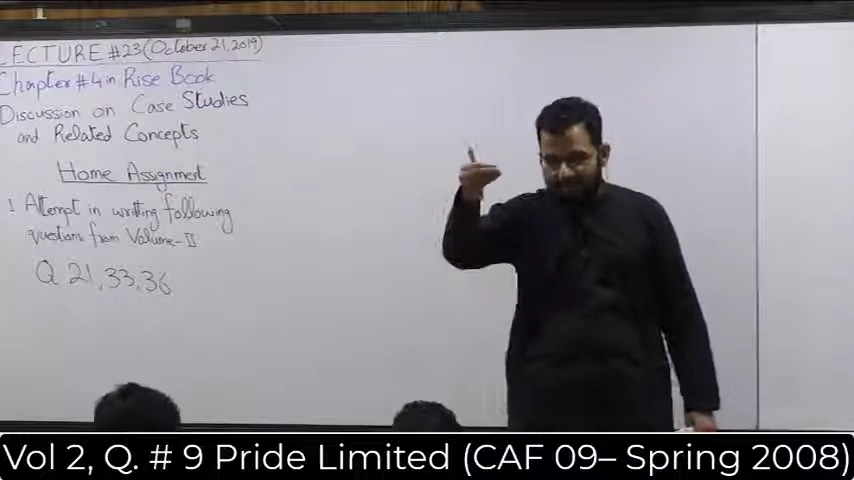 LECTURE #23 (October 21, 2019)
Chapter #4 in Rise Book
Discussion on Case Studies
and Related Concepts
Home Assignment
1 Attempt in writing following
questions from Volume-II
Q. 21, 33, 36
Vol 2, Q. # 9 Pride Limited (CAF 09– Spring 2008)